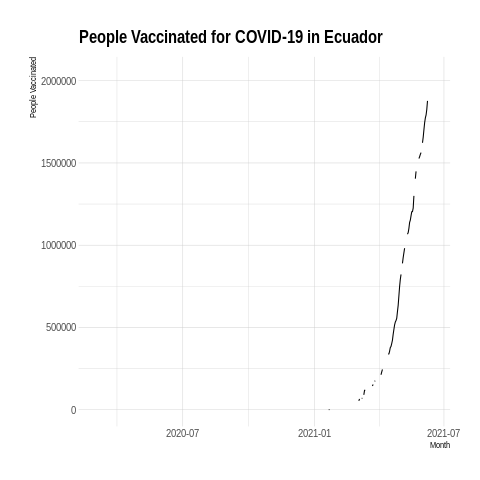 People Vaccinated for COVID-19 in Ecuador
People Vaccinated
2000000
1500000
1000000
500000
0
2020-07
2021-01
2021-07
Month